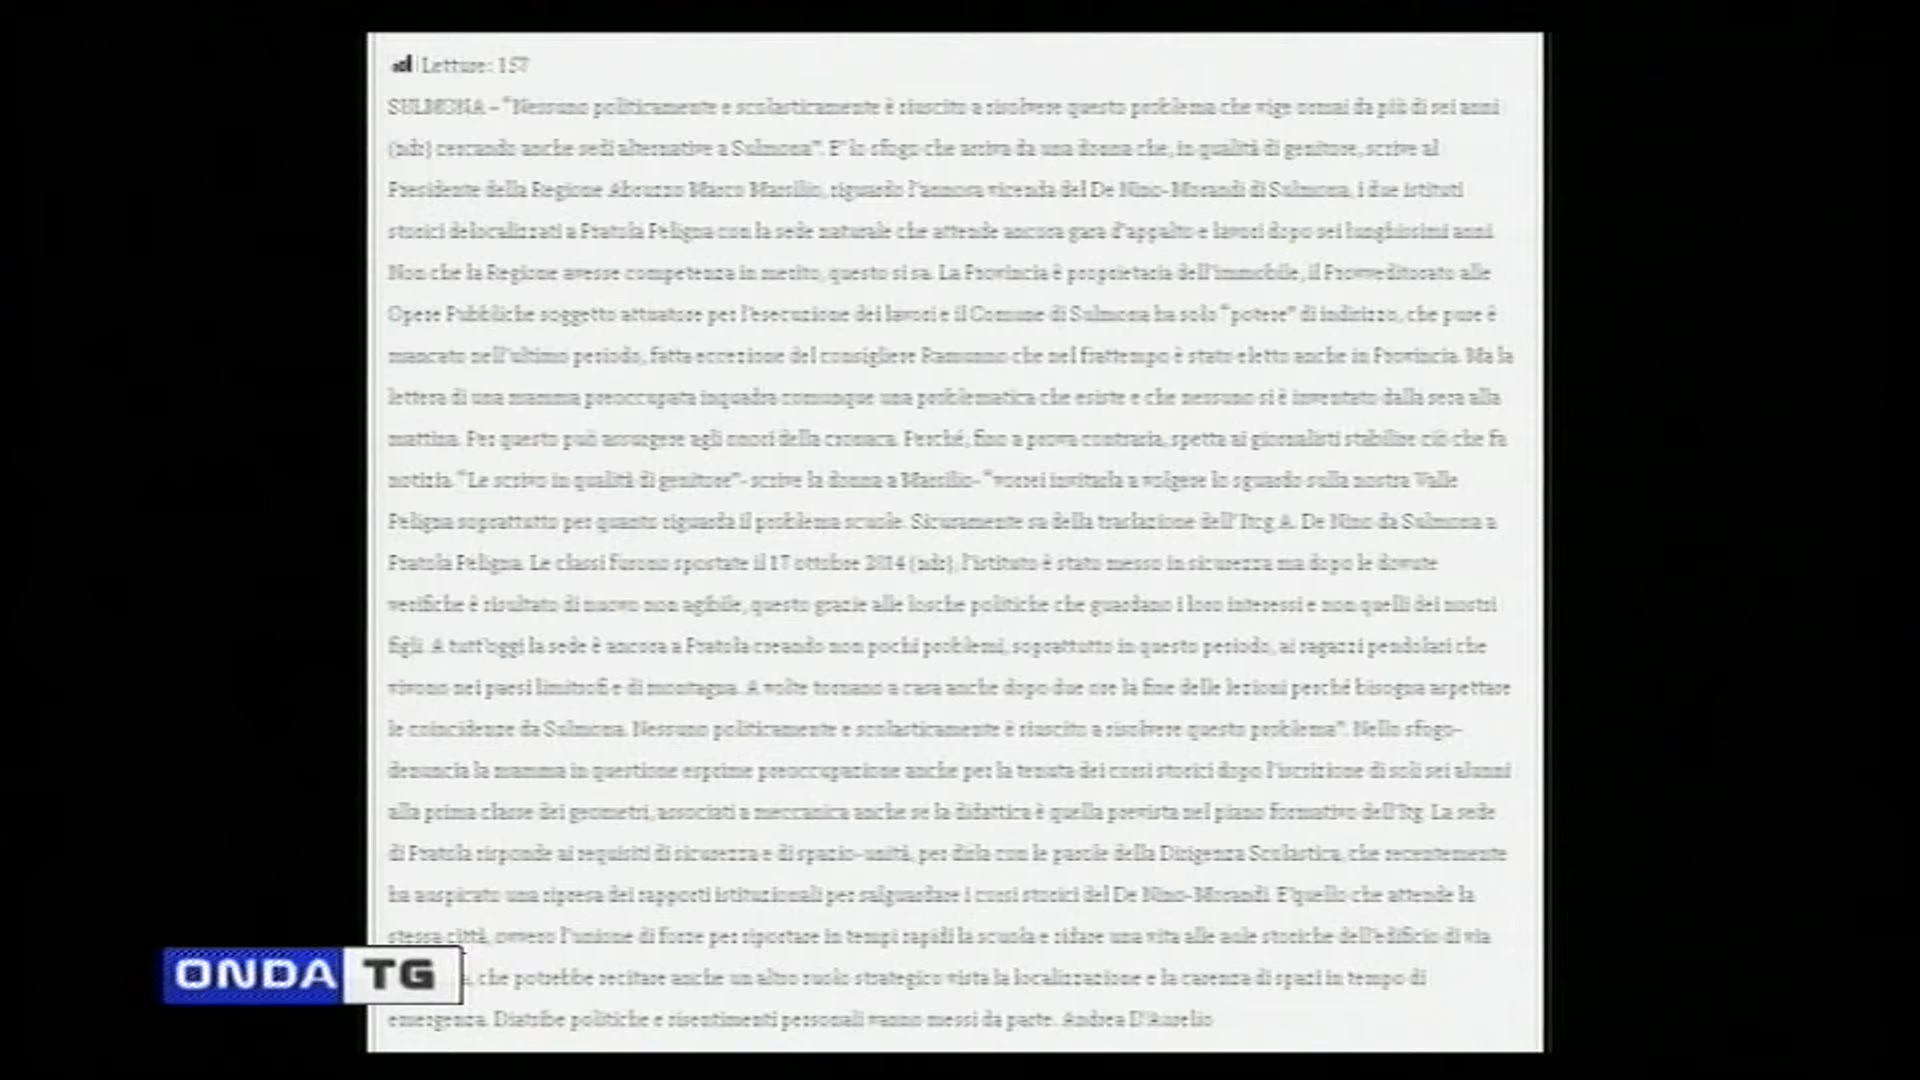 Letture: 157
SULMONA – "Nessuno politicamente e scolasticamente è riuscito a risolvere questo problema che vige ormai da più di sei anni
(ndr) cercando anche sedi alternative a Sulmona". E' lo sfogo che arriva da una donna che, in qualità di genitore, scrive al
Presidente della Regione Abruzzo Marco Marsilio, riguardo l'annosa vicenda del De Nino-Morandi di Sulmona, i due istituti
storici delocalizzati a Pratola Peligna con la sede naturale che attende ancora gara d'appalto e lavori dopo sei lunghissimi anni.
Non che la Regione avesse competenza in merito, questo si sa. La Provincia è proprietaria dell'immobile, il Provveditorato alle
Opere Pubbliche soggetto attuatore per l'esecuzione dei lavori e il Comune di Sulmona ha solo "potere" di indirizzo, che pure è
mancato nell'ultimo periodo, fatta eccezione del consigliere Ramunno che nel frattempo è stato eletto anche in Provincia. Ma la
lettera di una mamma preoccupata inquadra comunque una problematica che esiste e che nessuno si è inventato dalla sera alla
mattina. Per questo può assurgere agli onori della cronaca. Perché, fino a prova contraria, spetta ai giornalisti stabilire ciò che fa
notizia. "Le scrivo in qualità di genitore"- scrive la donna a Marsilio- "vorrei invitarla a volgere lo sguardo sulla nostra Valle
Peligna soprattutto per quanto riguarda il problema scuole. Sicuramente sa della traslazione dell' Itcg A. De Nino da Sulmona a
Pratola Peligna. Le classi furono spostate il 17 ottobre 2014 (ndr), l'istituto è stato messo in sicurezza ma dopo le dovute
verifiche è risultato di nuovo non agibile, questo grazie alle losche politiche che guardano i loro interessi e non quelli dei nostri
figli. A tutt'oggi la sede è ancora a Pratola creando non pochi problemi, soprattutto in questo periodo, ai ragazzi pendolari che
vivono nei paesi limitrofi e di montagna. A volte tornano a casa anche dopo due ore la fine delle lezioni perché bisogna aspettare
le coincidenze da Sulmona. Nessuno politicamente e scolasticamente è riuscito a risolvere questo problema". Nello sfogo-
denuncia la mamma in questione esprime preoccupazione anche per la tenuta dei corsi storici dopo l'iscrizione di soli sei alunni
alla prima classe dei geometri, associati a meccanica anche se la didattica è quella prevista nel piano formativo dell'Itg. La sede
di Pratola risponde ai requisiti di sicurezza e di spazio-unità, per dirla con le parole della Dirigenza Scolastica, che recentemente
ha auspicato una ripresa dei rapporti istituzionali per salguardare i corsi storici del De Nino-Morandi. E'quello che attende la
stessa città, ovvero l'unione di forze per riportare in tempi rapidi la scuola e ridare una vita alle aule storiche dell'edificio di via
, che potrebbe recitare anche un altro ruolo strategico vista la localizzazione e la carenza di spazi in tempo di
emergenza. Diatribe politiche e risentimenti personali vanno messi da parte. Andrea D'Aurelio
ONDA TG